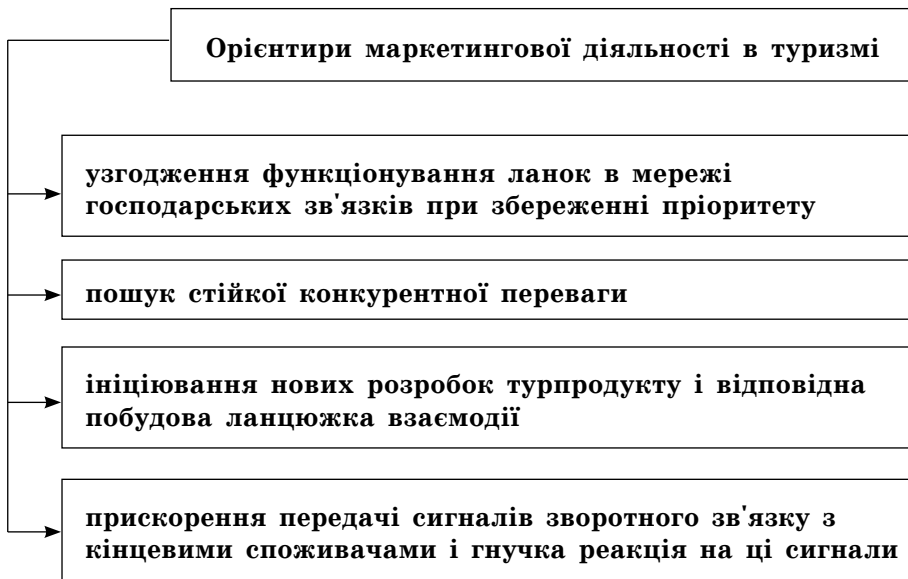 Орієнтири маркетингової діяльності в туризмі
узгодження функціонування ланок в мережі
господарських зв'язків при збереженні пріоритету
пошук стійкої конкурентної переваги
ініціювання нових розробок турпродукту і відповідна
побудова ланцюжка взаємодії
прискорення передачі сигналів зворотного зв'язку з
кінцевими споживачами і гнучка реакція на ці сигнали